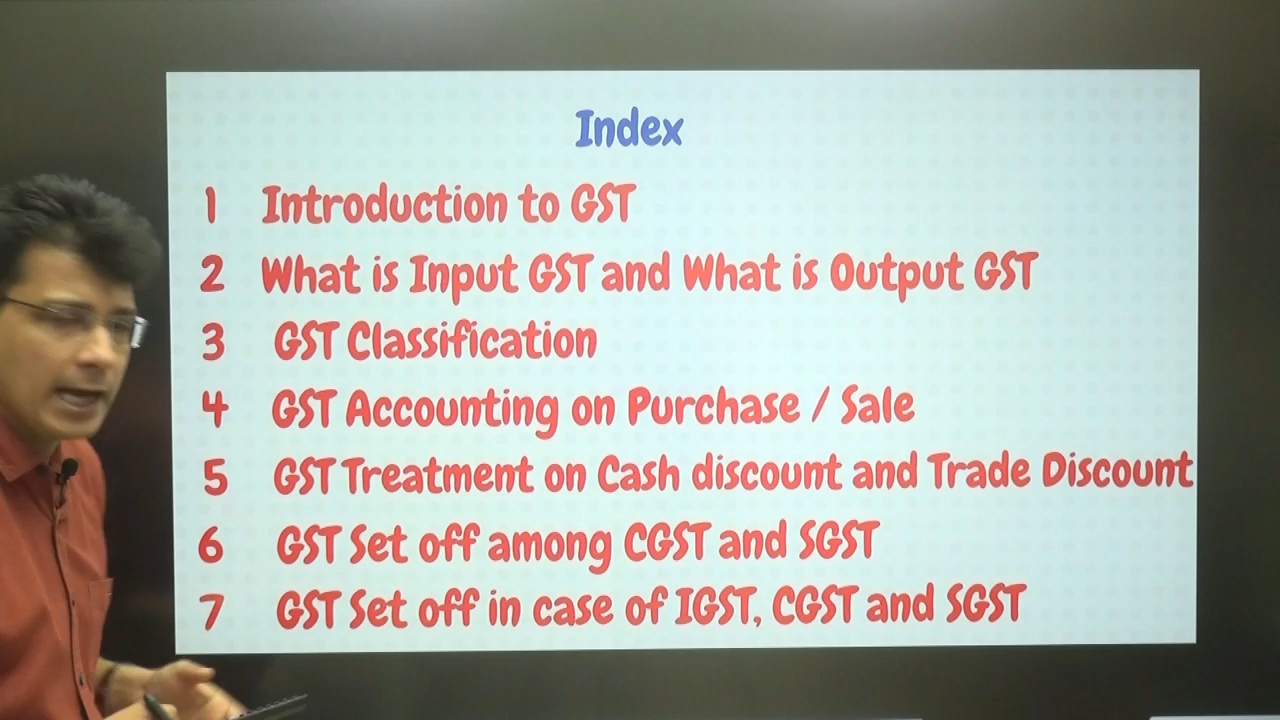 Index
1 Introduction to GST
2 What is Input GST and What is Output GST
3 GST Classification
4 GST Accounting on Purchase / Sale
5 GST Treatment on Cash discount and Trade Discount
6 GST Set off among CGST and SGST
7 GST Set off in case of IGST, CGST and SGST